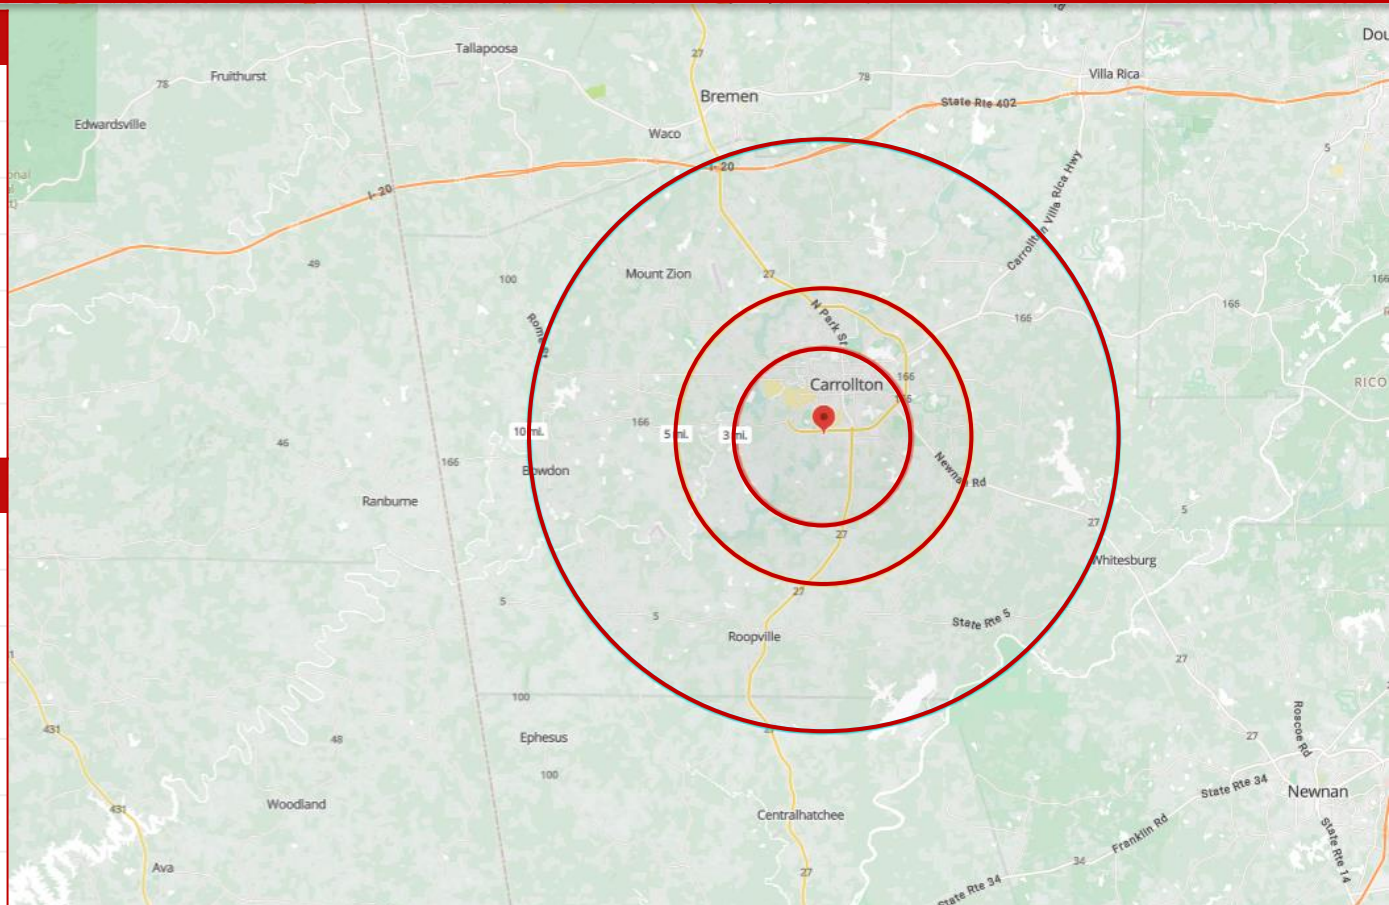 Dou
Tallapoosa
27
Villa Rica
78
Fruithurst
78
Bremen
State Rte 402
Edwardsville
Waco
5
I- 20
I- 20
Carrollton Villa Rica Hwy
49
Mount Zion
27
100
166
166
N Park St
166
Rome St
Carrollton
166
166
RICO
10 mi.
5 mi.
3 mi.
166
46
166
Bowdon
Newnan Rd
Ranburne
5
27
27
Whitesburg
27
5
5
State Rte 5
Roopville
27
100
Roscoe Rd
431
48
Ephesus
27
27
100
State Rte 34
Newnan
Woodland
431
Centralhatchee
Franklin Rd
State Rte 14
34
Ava
27
State Rte 34